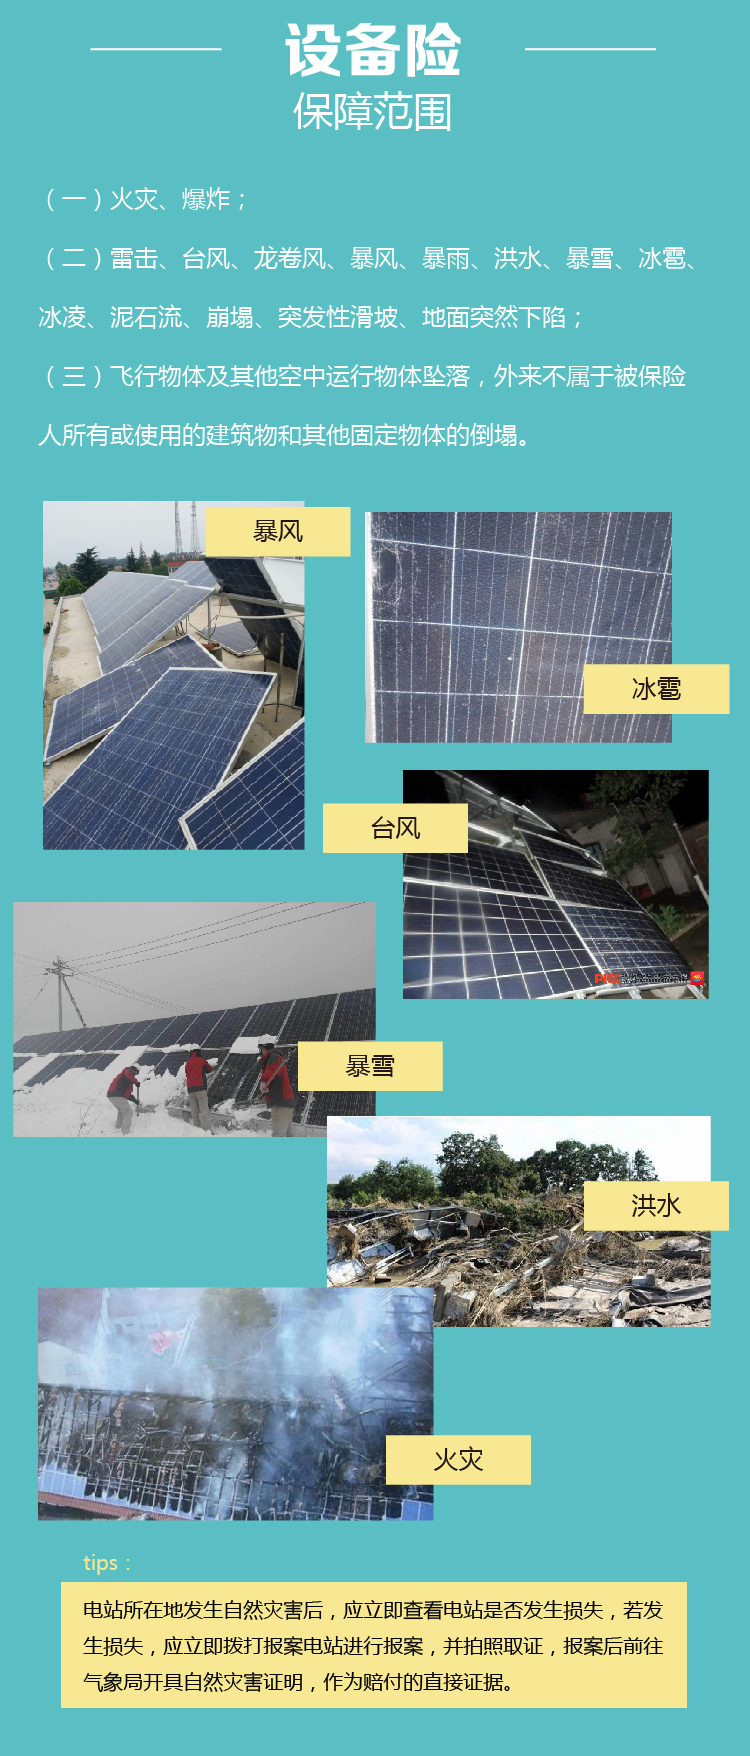 设备险
保障范围
（一）火灾、爆炸；
（二）雷击、台风、龙卷风、暴风、暴雨、洪水、暴雪、冰雹、
冰凌、泥石流、崩塌、突发性滑坡、地面突然下陷；
（三）飞行物体及其他空中运行物体坠落，外来不属于被保险
人所有或使用的建筑物和其他固定物体的倒塌。
暴风
冰雹
台风
PICC
暴雪
洪水
火灾
tips：
电站所在地发生自然灾害后，应立即查看电站是否发生损失，若发
生损失，应立即拨打报案电站进行报案，并拍照取证，报案后前往
气象局开具自然灾害证明，作为赔付的直接证据。